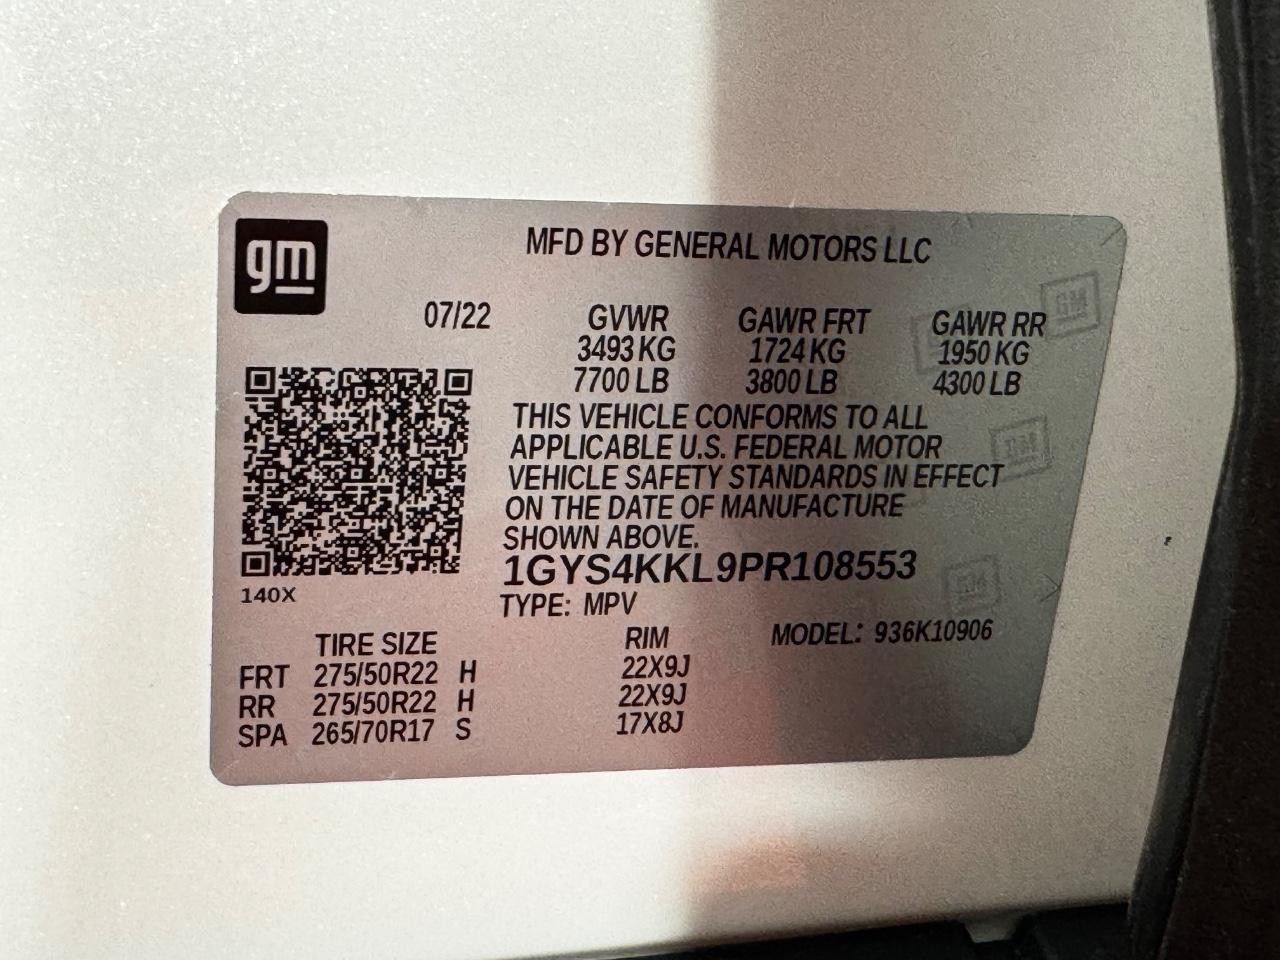 gm
MFD BY GENERAL MOTORS LLC
07/22 GVWR GAWR FRT GAWR RR
3493 KG 1724 KG 1950 KG
7700 LB 3800 LB 4300 LB
THIS VEHICLE CONFORMS TO ALL
APPLICABLE U.S. FEDERAL MOTOR
VEHICLE SAFETY STANDARDS IN EFFECT
ON THE DATE OF MANUFACTURE
SHOWN ABOVE.
1GYS4KKL9PR108553
140X
TYPE: MPV
MODEL: 936K10906
TIRE SIZE RIM
FRT 275/50R22 H 22X9J
RR 275/50R22 H 22X9J
SPA 265/70R17 S 17X8J